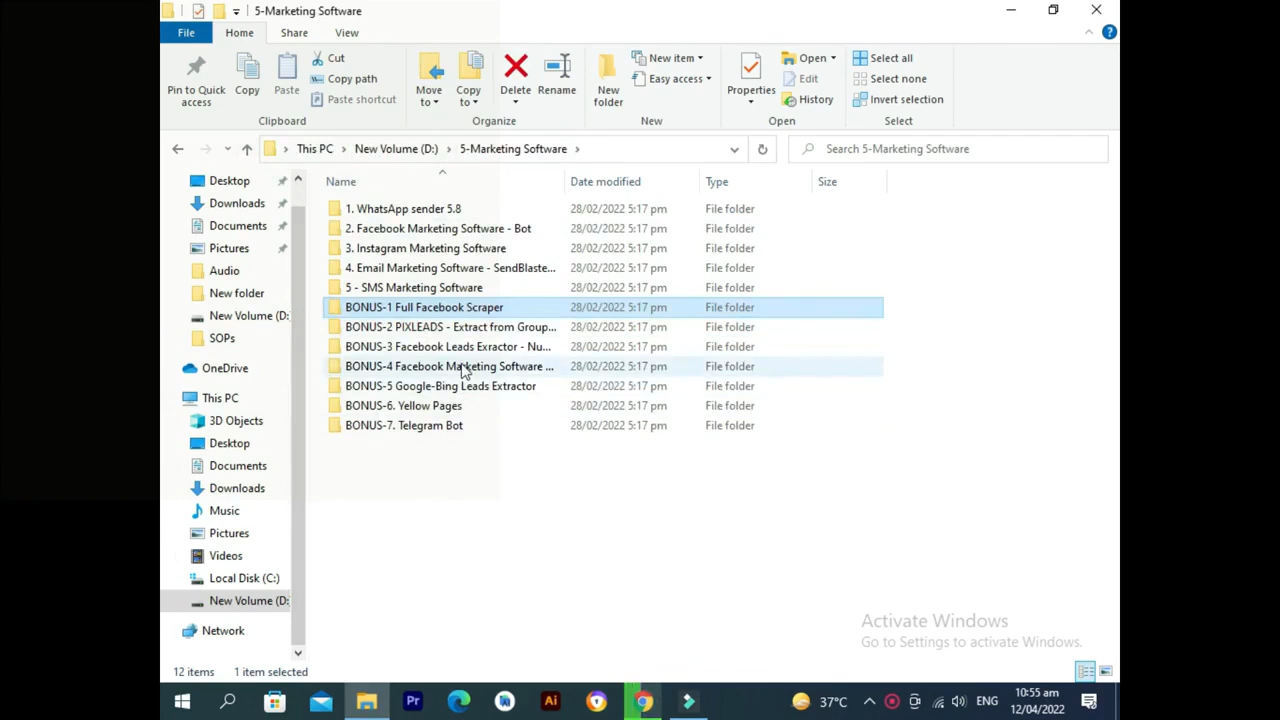 5-Marketing Software
File
Home
Share
View
Pin to Quick access
Copy
Paste
Cut
Copy path
Paste shortcut
Clipboard
Move to
Copy to
Delete
Rename
Organize
New folder
New item
Easy access
New
Properties
Open
Edit
History
Open
Select all
Select none
Invert selection
Select
This PC > New Volume (D:) > 5-Marketing Software >
Search 5-Marketing Software
Name Date modified Type Size
Desktop
Downloads
Documents
Pictures
Audio
New folder
New Volume (D:
SOPs
OneDrive
This PC
3D Objects
Desktop
Documents
Downloads
Music
Pictures
Videos
Local Disk (C:)
New Volume (D:
Network
1. WhatsApp sender 5.8 28/02/2022 5:17 pm File folder
2. Facebook Marketing Software - Bot 28/02/2022 5:17 pm File folder
3. Instagram Marketing Software 28/02/2022 5:17 pm File folder
4. Email Marketing Software - SendBlaste... 28/02/2022 5:17 pm File folder
5 - SMS Marketing Software 28/02/2022 5:17 pm File folder
BONUS-1 Full Facebook Scraper 28/02/2022 5:17 pm File folder
BONUS-2 PIXLEADS - Extract from Group... 28/02/2022 5:17 pm File folder
BONUS-3 Facebook Leads Exractor - Nu... 28/02/2022 5:17 pm File folder
BONUS-4 Facebook Marketing Software ... 28/02/2022 5:17 pm File folder
BONUS-5 Google-Bing Leads Extractor 28/02/2022 5:17 pm File folder
BONUS-6. Yellow Pages 28/02/2022 5:17 pm File folder
BONUS-7. Telegram Bot 28/02/2022 5:17 pm File folder
Activate Windows
Go to Settings to activate Windows.
12 items 1 item selected
Pr
Ai
37°C
ENG
10:55 am
12/04/2022